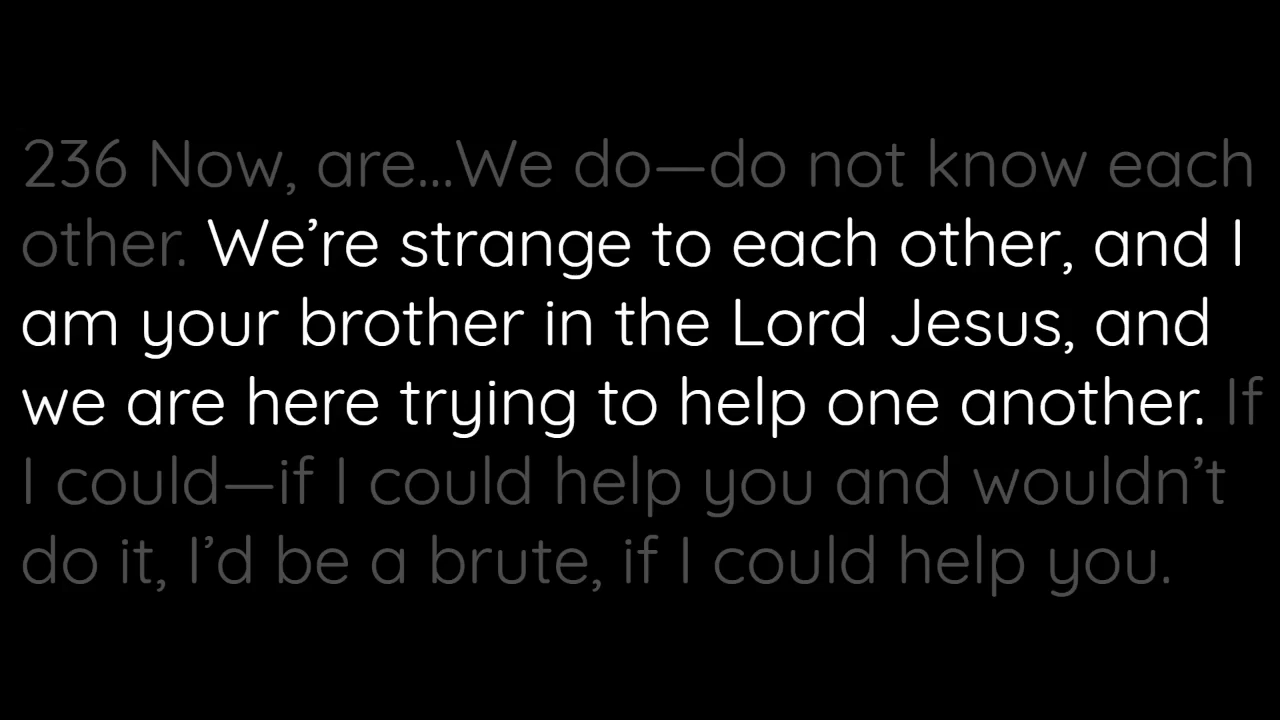 236 Now, are...We do—do not know each
other. We’re strange to each other, and I
am your brother in the Lord Jesus, and
we are here trying to help one another. If
I could—if I could help you and wouldn’t
do it, I’d be a brute, if I could help you.